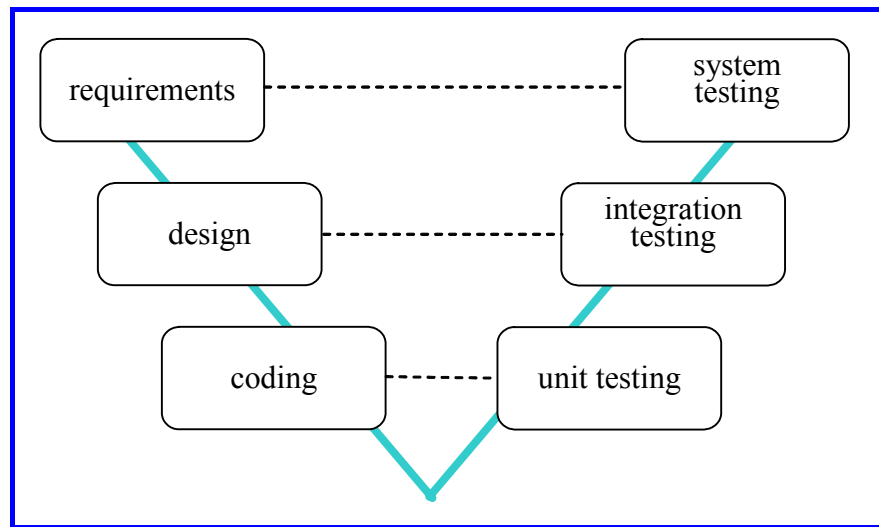 requirements
system
testing
design
integration
testing
coding
unit testing